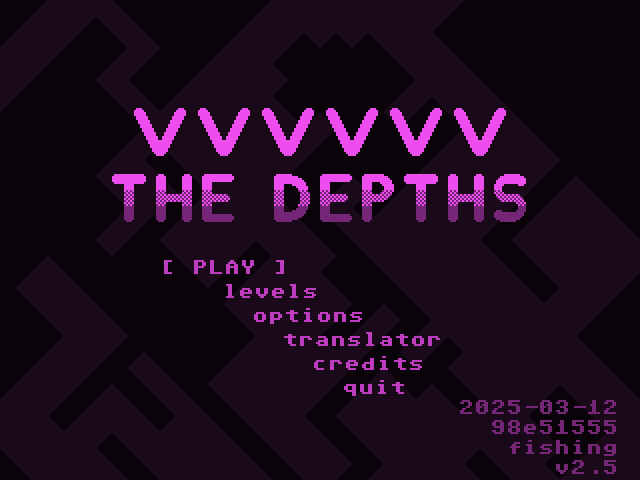 VVVVVV
THE DEPTHS
[ PLAY ]
levels
options
translator
credits
quit
2025-03-12
98e51555
fishing
v2.5